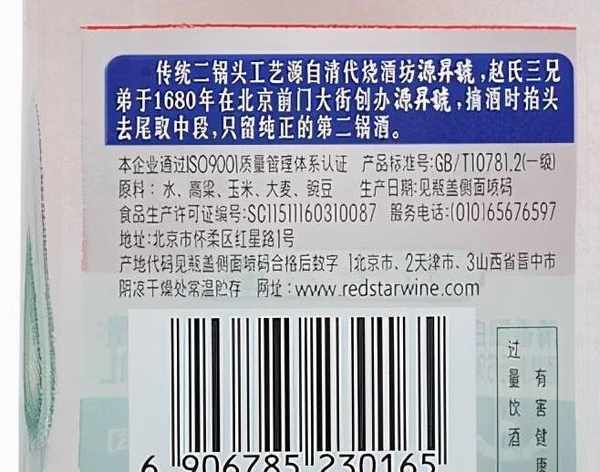 传统二锅头工艺源自清代烧酒坊源昇號,赵氏三兄
弟于1680年在北京前门大街创办源昇號,摘酒时掐头
去尾取中段,只留纯正的第二锅酒。
本企业通过ISO9001质量管理体系认证 产品标准号:GB/T10781.2(一级)
原料:水、高粱、玉米、大麦、豌豆 生产日期:见瓶盖侧面喷码
食品生产许可证编号:SC11511160310087 服务电话:(010)65676597
地址:北京市怀柔区红星路1号
产地代码见瓶盖侧面喷码合格后数字 1北京市、2天津市、3山西省晋中市
阴凉干燥处常温贮存 网址:www.redstarwine.com
过量饮酒
有害健康
6 906785 230165